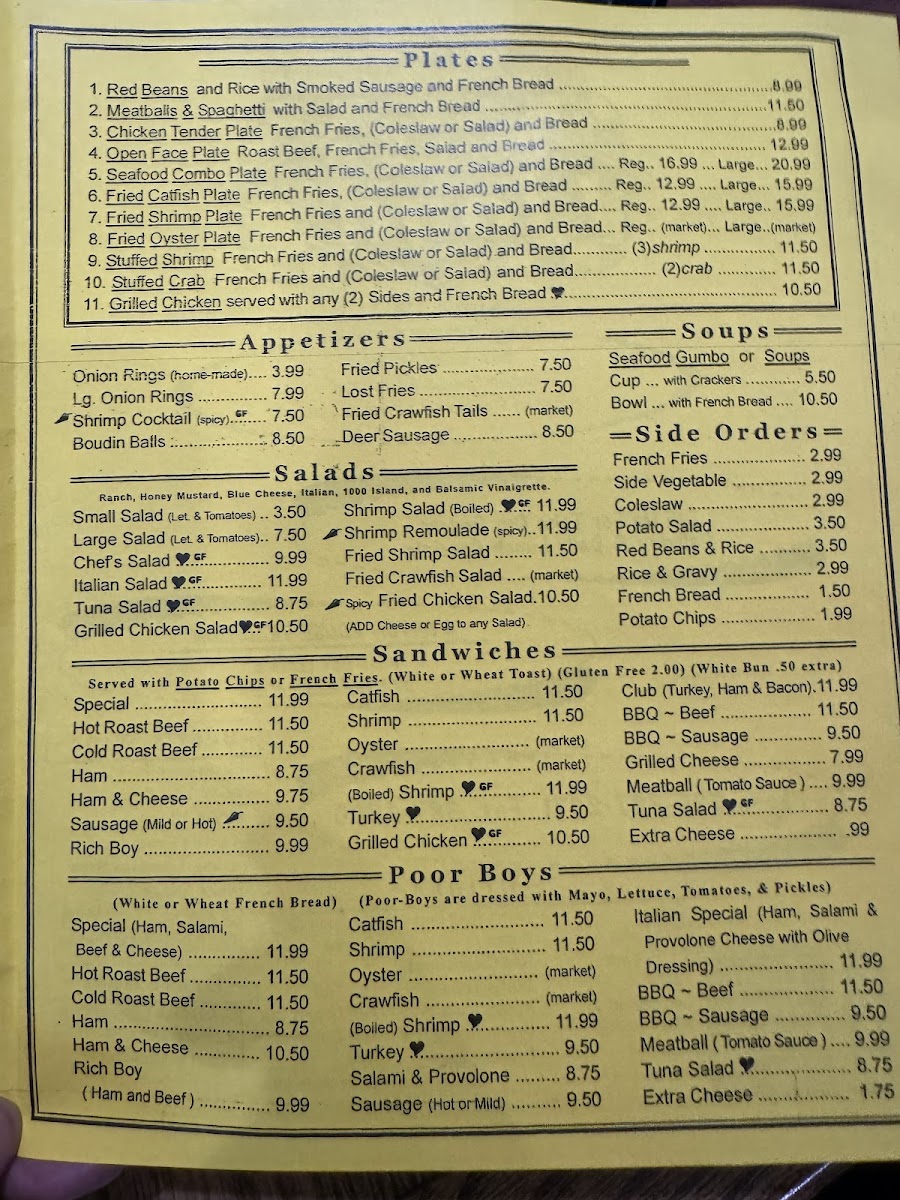 Plates
1. Red Beans and Rice with Smoked Sausage and French Bread ........ 8.99
2. Meatballs & Spaghetti with Salad and French Bread ........ 11.50
3. Chicken Tender Plate French Fries, (Coleslaw or Salad) and Bread ........ 8.99
4. Open Face Plate Roast Beef, French Fries, Salad and Bread ........ 12.99
5. Seafood Combo Plate French Fries, (Coleslaw or Salad) and Bread .... Reg.. 16.99 ... Large... 20.99
6. Fried Catfish Plate French Fries, (Coleslaw or Salad) and Bread ......... Reg.. 12.99 .... Large... 15.99
7. Fried Shrimp Plate French Fries and (Coleslaw or Salad) and Bread.... Reg.. 12.99 .... Large.. 15.99
8. Fried Oyster Plate French Fries and (Coleslaw or Salad) and Bread... Reg.. (market)... Large..(market)
9. Stuffed Shrimp French Fries and (Coleslaw or Salad) and Bread............ (3)shrimp ............... 11.50
10. Stuffed Crab French Fries and (Coleslaw or Salad) and Bread............... (2)crab ............ 11.50
11. Grilled Chicken served with any (2) Sides and French Bread ♥........ 10.50
Appetizers
Onion Rings (home-made).... 3.99
Lg. Onion Rings ............ 7.99
Shrimp Cocktail (spicy)....... GF 7.50
Boudin Balls ............... 8.50
Fried Pickles ............... 7.50
Lost Fries ............... 7.50
Fried Crawfish Tails ...... (market)
Deer Sausage ............... 8.50
Soups
Seafood Gumbo or Soups
Cup ... with Crackers ............ 5.50
Bowl ... with French Bread .... 10.50
Side Orders
French Fries ............... 2.99
Side Vegetable ............ 2.99
Coleslaw ............... 2.99
Potato Salad ............... 3.50
Red Beans & Rice ........... 3.50
Rice & Gravy ............... 2.99
French Bread ............... 1.50
Potato Chips ............... 1.99
Salads
Ranch, Honey Mustard, Blue Cheese, Italian, 1000 Island, and Balsamic Vinaigrette.
Small Salad (Let. & Tomatoes) .. 3.50
Large Salad (Let. & Tomatoes).. 7.50
Chef's Salad ♥ GF ............ 9.99
Italian Salad ♥ GF ............ 11.99
Tuna Salad ♥ GF ............ 8.75
Grilled Chicken Salad ♥ GF 10.50
Shrimp Salad (Boiled) ♥ GF 11.99
Shrimp Remoulade (spicy)..11.99
Fried Shrimp Salad ........ 11.50
Fried Crawfish Salad .... (market)
Spicy Fried Chicken Salad.10.50
(ADD Cheese or Egg to any Salad)
Sandwiches
Served with Potato Chips or French Fries. (White or Wheat Toast) (Gluten Free 2.00) (White Bun .50 extra)
Special ............... 11.99
Hot Roast Beef ............ 11.50
Cold Roast Beef ............ 11.50
Ham ............... 8.75
Ham & Cheese ............ 9.75
Sausage (Mild or Hot) ......... 9.50
Rich Boy ............... 9.99
Catfish ............... 11.50
Shrimp ............... 11.50
Oyster ............... (market)
Crawfish ............... (market)
(Boiled) Shrimp ♥ GF ........ 11.99
Turkey ♥ ............... 9.50
Grilled Chicken ♥ GF ........ 10.50
Club (Turkey, Ham & Bacon).11.99
BBQ ~ Beef ............... 11.50
BBQ ~ Sausage ............ 9.50
Grilled Cheese ............ 7.99
Meatball ( Tomato Sauce ) .... 9.99
Tuna Salad ♥ GF ............ 8.75
Extra Cheese ............... .99
Poor Boys
(White or Wheat French Bread) (Poor-Boys are dressed with Mayo, Lettuce, Tomatoes, & Pickles)
Special (Ham, Salami,
Beef & Cheese) ............ 11.99
Hot Roast Beef ............ 11.50
Cold Roast Beef ............ 11.50
Ham ............... 8.75
Ham & Cheese ............ 10.50
Rich Boy
( Ham and Beef ) ............ 9.99
Catfish ............... 11.50
Shrimp ............... 11.50
Oyster ............... (market)
Crawfish ............... (market)
(Boiled) Shrimp ♥ ............ 11.99
Turkey ♥ ............... 9.50
Salami & Provolone ......... 8.75
Sausage (Hot or Mild) .......... 9.50
Italian Special (Ham, Salami &
Provolone Cheese with Olive
Dressing) ............... 11.99
BBQ ~ Beef ............... 11.50
BBQ ~ Sausage ............ 9.50
Meatball ( Tomato Sauce ) .... 9.99
Tuna Salad ♥ ............... 8.75
Extra Cheese ............... 1.75